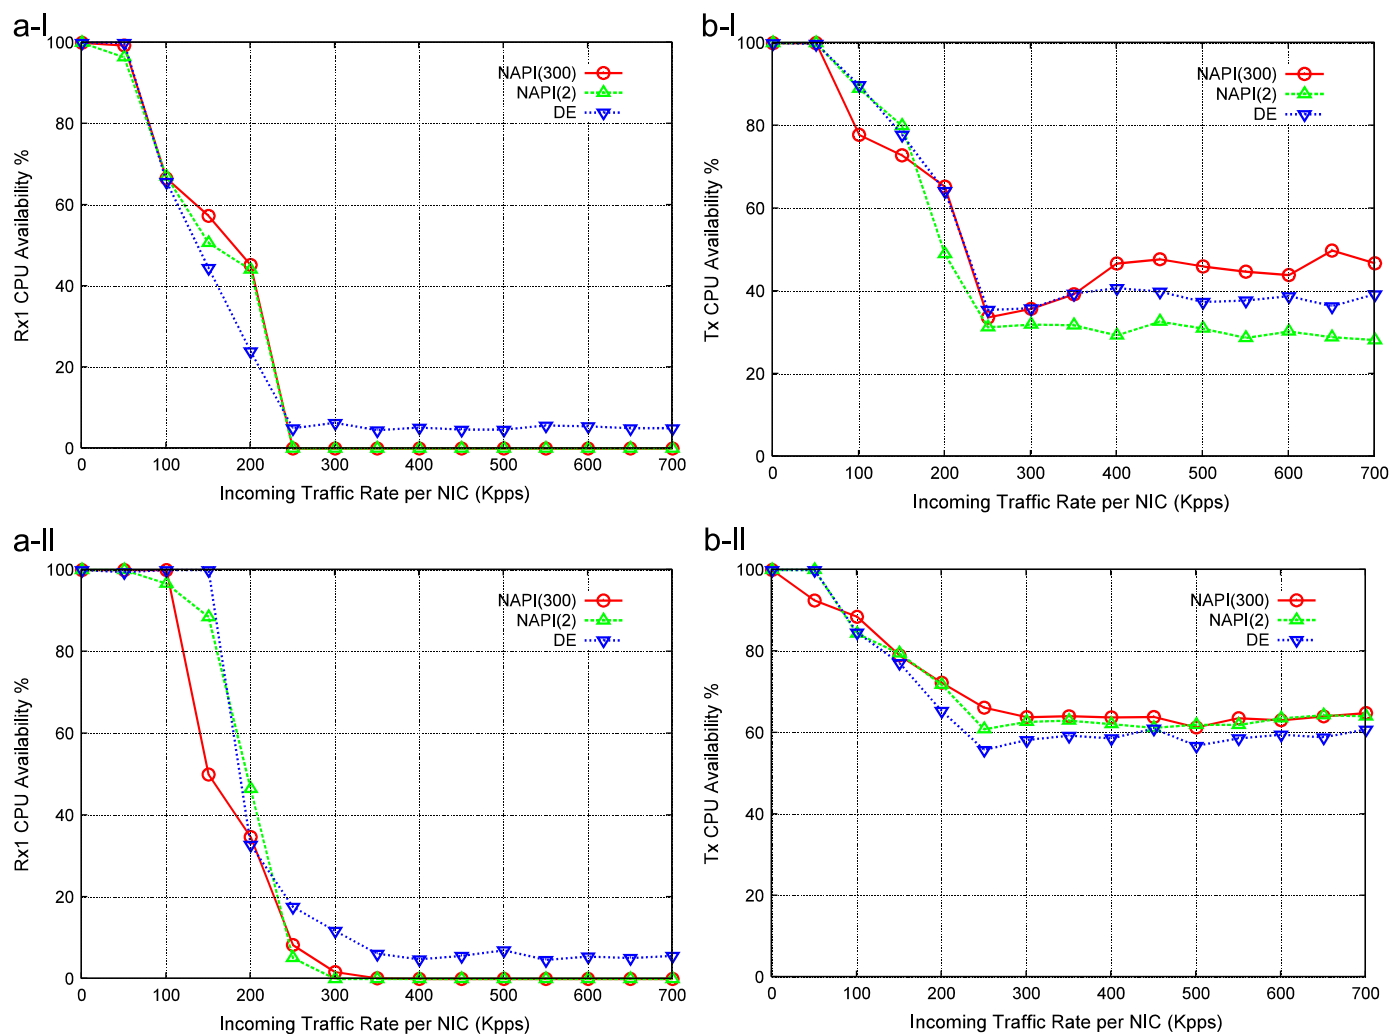 a-I
100
80
60
40
20
0
Rx1 CPU Availability %
NAPI(300)
NAPI(2)
DE
0 100 200 300 400 500 600 700
Incoming Traffic Rate per NIC (Kpps)
b-I
100
80
60
40
20
0
Tx CPU Availability %
NAPI(300)
NAPI(2)
DE
0 100 200 300 400 500 600 700
Incoming Traffic Rate per NIC (Kpps)
a-II
100
80
60
40
20
0
Rx1 CPU Availability %
NAPI(300)
NAPI(2)
DE
0 100 200 300 400 500 600 700
Incoming Traffic Rate per NIC (Kpps)
b-II
100
80
60
40
20
0
Tx CPU Availability %
NAPI(300)
NAPI(2)
DE
0 100 200 300 400 500 600 700
Incoming Traffic Rate per NIC (Kpps)